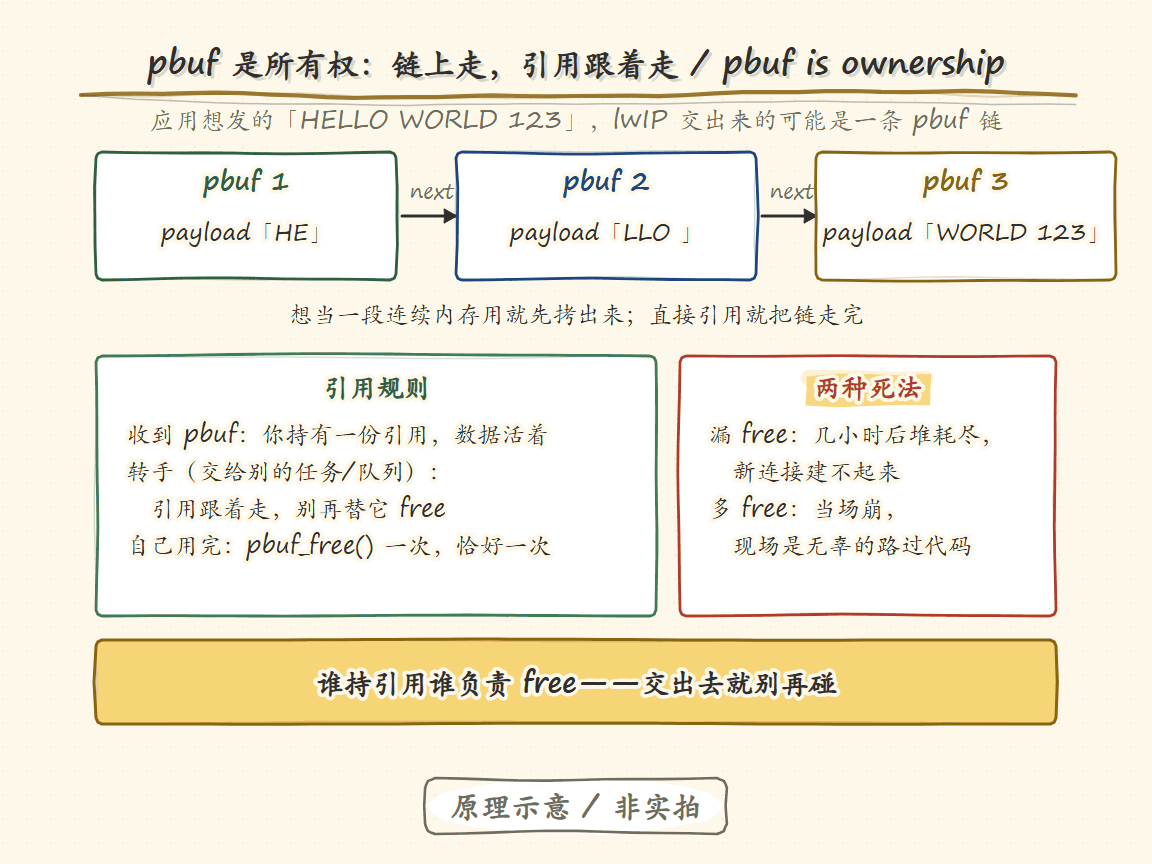 pbuf 是所有权：链上走，引用跟着走 / pbuf is ownership
应用想发的「HELLO WORLD 123」，lwIP 交出来的可能是一条 pbuf 链
pbuf 1
payload「HE」
next
pbuf 2
payload「LLO 」
next
pbuf 3
payload「WORLD 123」
想当一段连续内存用就先拷出来；直接引用就把链走完
引用规则
收到 pbuf：你持有一份引用，数据活着
转手（交给别的任务/队列）：
引用跟着走，别再替它 free
自己用完：pbuf_free() 一次，恰好一次
两种死法
漏 free：几小时后堆耗尽，
新连接建不起来
多 free：当场崩，
现场是无辜的路过代码
谁持引用谁负责 free——交出去就别再碰
原理示意 / 非实拍